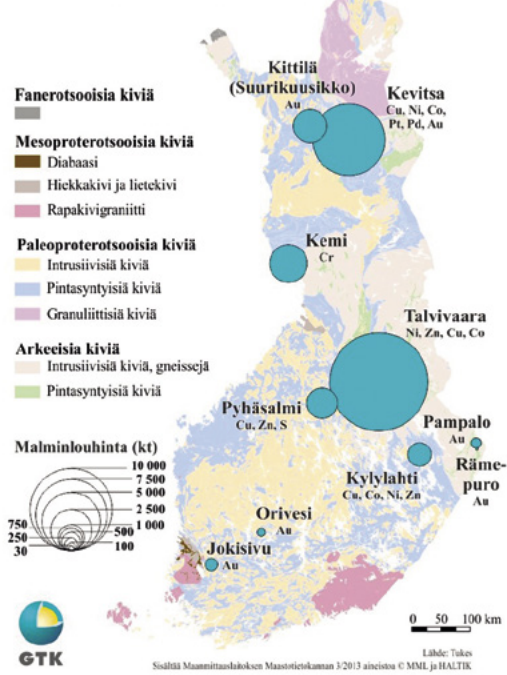 Fanerotsooisia kiviä
Mesoproterotsooisia kiviä
Diabaasi
Hiekkakivi ja lietekivi
Rapakivigraniitti
Paleoproterotsooisia kiviä
Intrusiivisiä kiviä
Pintasyntyisiä kiviä
Granuliittisia kiviä
Arkeeisia kiviä
Intrusiivisiä kiviä, gneissejä
Pintasyntyisiä kiviä
Malminlouhinta (kt)
10 000
7 500
5 000
2 500
1 000
750
500
250
100
30
Kittilä
(Suurikuusikko)
Au
Kevitsa
Cu, Ni, Co,
Pt, Pd, Au
Kemi
Cr
Talvivaara
Ni, Zn, Cu, Co
Pyhäsalmi
Cu, Zn, S
Pampalo
Au
Räme-
puro
Au
Kylylahti
Cu, Co, Ni, Zn
Orivesi
Au
Jokisivu
Au
0 50 100 km
GTK
Lähde: Tukes
Sisältää Maanmittauslaitoksen Maastotietokannan 3/2013 aineistoa © MML ja HALTIK